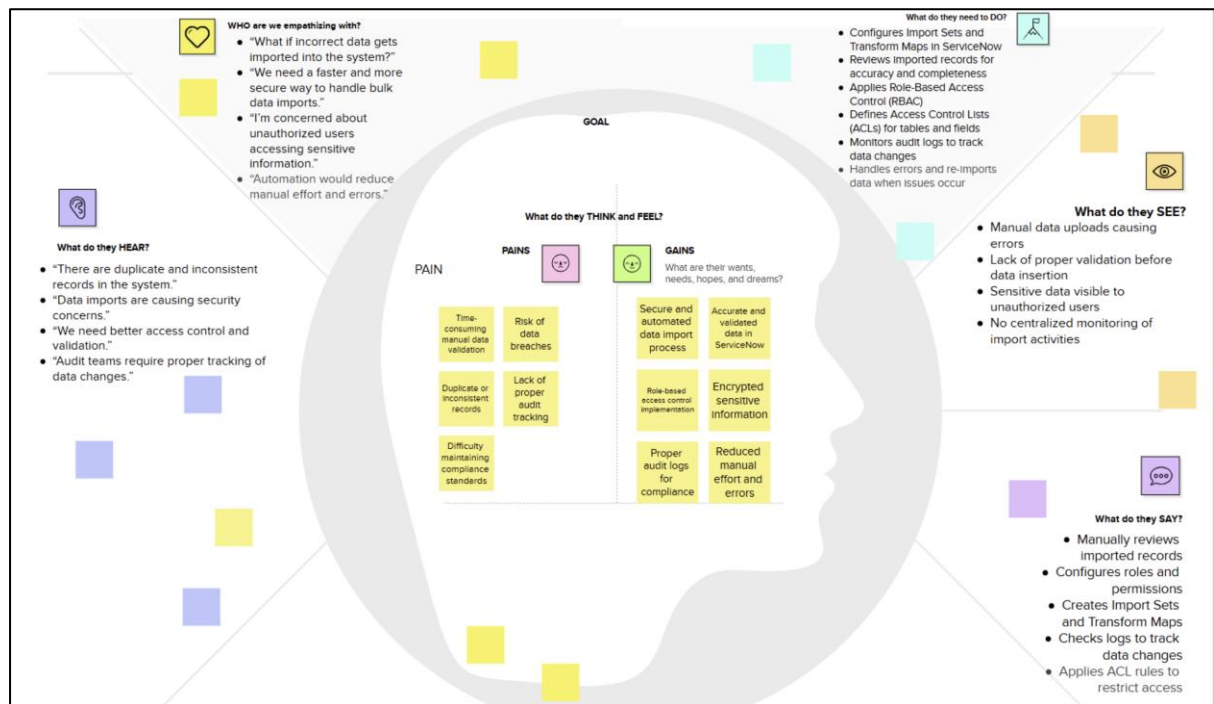 WHO are we empathizing with?
● “What if incorrect data gets
imported into the system?”
● “We need a faster and more
secure way to handle bulk
data imports.”
● “I’m concerned about
unauthorized users
accessing sensitive
information.”
● “Automation would reduce
manual effort and errors.”
What do they need to DO?
● Configures Import Sets and
Transform Maps in ServiceNow
● Reviews imported records for
accuracy and completeness
● Applies Role-Based Access
Control (RBAC)
● Defines Access Control Lists
(ACLs) for tables and fields
● Monitors audit logs to track
data changes
● Handles errors and re-imports
data when issues occur
What do they HEAR?
● “There are duplicate and inconsistent
records in the system.”
● “Data imports are causing security
concerns.”
● “We need better access control and
validation.”
● “Audit teams require proper tracking of
data changes.”
GOAL
What do they THINK and FEEL?
PAINS
PAIN
Time-
consuming
manual data
validation
Risk of
data
breaches
Duplicate or
inconsistent
records
Lack of
proper
audit
tracking
Difficulty
maintaining
compliance
standards
GAINS
What are their wants,
needs, hopes, and dreams?
Secure and
automated
data import
process
Accurate and
validated
data in
ServiceNow
Role-based
access control
implementation
Encrypted
sensitive
information
Proper
audit logs
for
compliance
Reduced
manual
effort and
errors
What do they SEE?
● Manual data uploads causing
errors
● Lack of proper validation before
data insertion
● Sensitive data visible to
unauthorized users
● No centralized monitoring of
import activities
What do they SAY?
● Manually reviews
imported records
● Configures roles and
permissions
● Creates Import Sets
and Transform Maps
● Checks logs to track
data changes
● Applies ACL rules to
restrict access